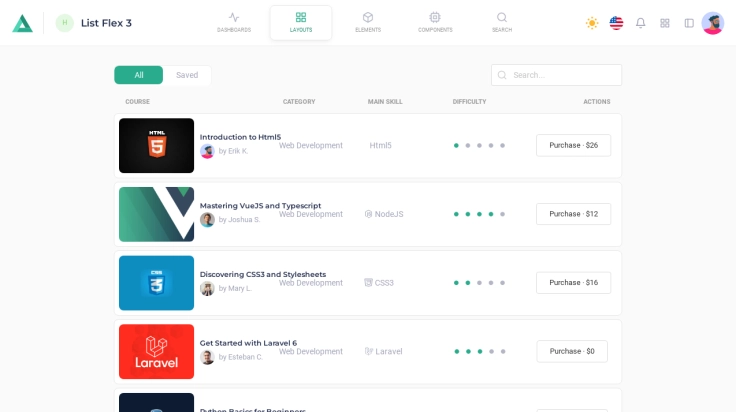 H List Flex 3
DASHBOARDS LAYOUTS ELEMENTS COMPONENTS SEARCH
All Saved Search...
COURSE CATEGORY MAIN SKILL DIFFICULTY ACTIONS
HTML 5
Introduction to Html5
by Erik K.
Web Development
Html5
Purchase · $26
Mastering VueJS and Typescript
by Joshua S.
Web Development
NodeJS
Purchase · $12
CSS
Discovering CSS3 and Stylesheets
by Mary L.
Web Development
CSS3
Purchase · $16
Laravel
Get Started with Laravel 6
by Esteban C.
Web Development
Laravel
Purchase · $0
Python Basics for Beginners